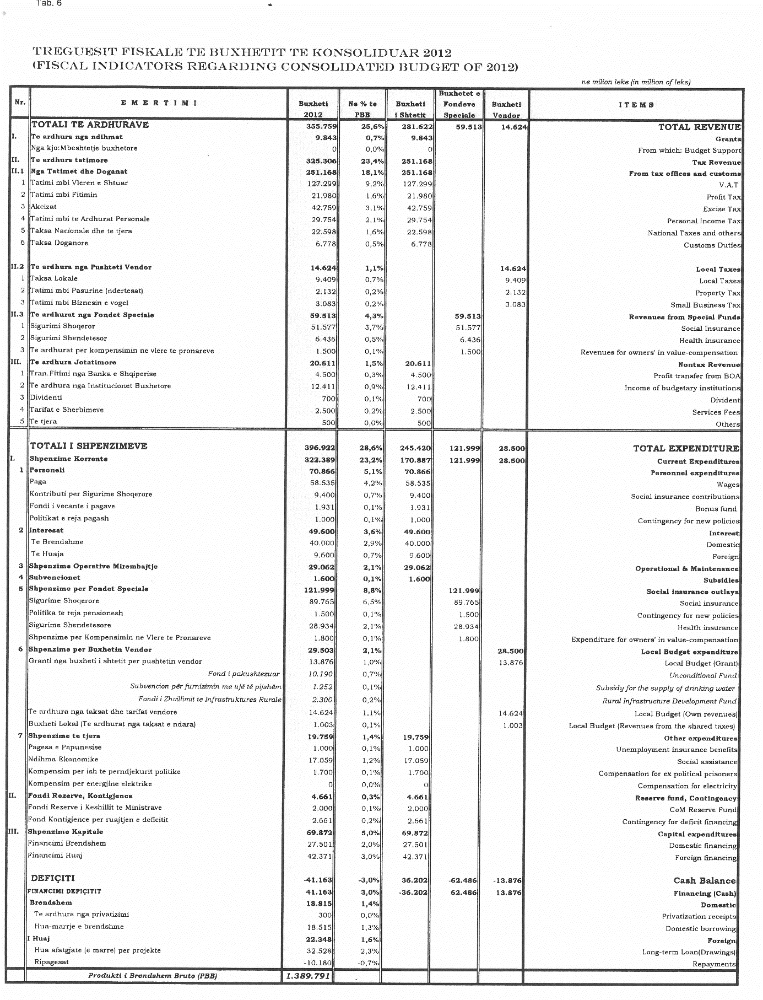 Tab. 6
TREGUESIT FISKALE TE BUXHETIT TE KONSOLIDUAR 2012
(FISCAL INDICATORS REGARDING CONSOLIDATED BUDGET OF 2012)
ne milion leke (in million of leks)
Nr. EMERTIMI Buxheti 2012 Ne % te PBB Buxheti i Shtetit Buxhetet e Fondeve Speciale Buxheti Vendor ITEMS
TOTALI TE ARDHURAVE 355.759 25,6% 281.622 59.513 14.624 TOTAL REVENUE
I. Te ardhura nga ndihmat 9.843 0,7% 9.843 Grants
Nga kjo:Mbeshtetje buxhetore 0 0,0% 0 From which: Budget Support
II. Te ardhura tatimore 325.306 23,4% 251.168 Tax Revenue
II.1 Nga Tatimet dhe Doganat 251.168 18,1% 251.168 From tax offices and customs
1 Tatimi mbi Vleren e Shtuar 127.299 9,2% 127.299 V.A.T
2 Tatimi mbi Fitimin 21.980 1,6% 21.980 Profit Tax
3 Akcizat 42.759 3,1% 42.759 Excise Tax
4 Tatimi mbi te Ardhurat Personale 29.754 2,1% 29.754 Personal Income Tax
5 Taksa Nacionale dhe te tjera 22.598 1,6% 22.598 National Taxes and others
6 Taksa Doganore 6.778 0,5% 6.778 Customs Duties
II.2 Te ardhura nga Pushteti Vendor 14.624 1,1% 14.624 Local Taxes
1 Taksa Lokale 9.409 0,7% 9.409 Local Taxes
2 Tatimi mbi Pasurine (ndertesat) 2.132 0,2% 2.132 Property Tax
3 Tatimi mbi Biznesin e vogel 3.083 0,2% 3.083 Small Business Tax
II.3 Te ardhurat nga Fondet Speciale 59.513 4,3% 59.513 Revenues from Special Funds
1 Sigurimi Shoqeror 51.577 3,7% 51.577 Social Insurance
2 Sigurimi Shendetesor 6.436 0,5% 6.436 Health insurance
3 Te ardhurat per kompensimin ne vlere te pronareve 1.500 0,1% 1.500 Revenues for owners' in value-compensation
III. Te ardhura Jotatimore 20.611 1,5% 20.611 Nontax Revenue
1 Tran.Fitimi nga Banka e Shqiperise 4.500 0,3% 4.500 Profit transfer from BOA
2 Te ardhura nga Institucionet Buxhetore 12.411 0,9% 12.411 Income of budgetary institutions
3 Dividenti 700 0,1% 700 Divident
4 Tarifat e Sherbimeve 2.500 0,2% 2.500 Services Fees
5 Te tjera 500 0,0% 500 Others
TOTALI I SHPENZIMEVE 396.922 28,6% 245.420 121.999 28.500 TOTAL EXPENDITURE
I. Shpenzime Korrente 322.389 23,2% 170.887 121.999 28.500 Current Expenditures
1 Personeli 70.866 5,1% 70.866 Personnel expenditures
Paga 58.535 4,2% 58.535 Wages
Kontributi per Sigurime Shoqerore 9.400 0,7% 9.400 Social insurance contributions
Fondi i vecante i pagave 1.931 0,1% 1.931 Bonus fund
Politikat e reja pagash 1.000 0,1% 1.000 Contingency for new policies
2 Interesat 49.600 3,6% 49.600 Interest
Te Brendshme 40.000 2,9% 40.000 Domestic
Te Huaja 9.600 0,7% 9.600 Foreign
3 Shpenzime Operative Mirembajtje 29.062 2,1% 29.062 Operational & Maintenance
4 Subvencionet 1.600 0,1% 1.600 Subsidies
5 Shpenzime per Fondet Speciale 121.999 8,8% 121.999 Social insurance outlays
Sigurime Shoqerore 89.765 6,5% 89.765 Social insurance
Politika te reja pensionesh 1.500 0,1% 1.500 Contingency for new policies
Sigurime Shendetesore 28.934 2,1% 28.934 Health insurance
Shpenzime per Kompensimin ne Vlere te Pronareve 1.800 0,1% 1.800 Expenditure for owners' in value-compensation
6 Shpenzime per Buxhetin Vendor 29.503 2,1% 28.500 Local Budget expenditure
Granti nga buxheti i shtetit per pushtetin vendor 13.876 1,0% 13.876 Local Budget (Grant)
Fond i pakushtezuar 10.190 0,7% Unconditional Fund
Subvencion për furnizimin me ujë të pijshëm 1.252 0,1% Subsidy for the supply of drinking water
Fondi i Zhvillimit te Infrastruktures Rurale 2.300 0,2% Rural Infrastructure Development Fund
Te ardhura nga taksat dhe tarifat vendore 14.624 1,1% 14.624 Local Budget (Own revenues)
Buxheti Lokal (Te ardhurat nga taksat e ndara) 1.003 0,1% 1.003 Local Budget (Revenues from the shared taxes)
7 Shpenzime te tjera 19.759 1,4% 19.759 Other expenditures
Pagesa e Papunesise 1.000 0,1% 1.000 Unemployment insurance benefits
Ndihma Ekonomike 17.059 1,2% 17.059 Social assistance
Kompensim per ish te perndjekurit politike 1.700 0,1% 1.700 Compensation for ex political prisoners
Kompensim per energjine elektrike 0 0,0% 0 Compensation for electricity
II. Fondi Rezerve, Kontigjenca 4.661 0,3% 4.661 Reserve fund, Contingency
Fondi Rezerve i Keshillit te Ministrave 2.000 0,1% 2.000 CoM Reserve Fund
Fond Kontigjence per ruajtjen e deficitit 2.661 0,2% 2.661 Contingency for deficit financing
III. Shpenzime Kapitale 69.872 5,0% 69.872 Capital expenditures
Financimi Brendshem 27.501 2,0% 27.501 Domestic financing
Financimi Huaj 42.371 3,0% 42.371 Foreign financing
DEFIÇITI -41.163 -3,0% 36.202 -62.486 -13.876 Cash Balance
FINANCIMI DEFIÇITIT 41.163 3,0% -36.202 62.486 13.876 Financing (Cash)
Brendshem 18.815 1,4% Domestic
Te ardhura nga privatizimi 300 0,0% Privatization receipts
Hua-marrje e brendshme 18.515 1,3% Domestic borrowing
I Huaj 22.348 1,6% Foreign
Hua afatgjate (e marre) per projekte 32.528 2,3% Long-term Loan(Drawings)
Ripagesat -10.180 -0,7% Repayments
Produkti i Brendshem Bruto (PBB) 1.389.791